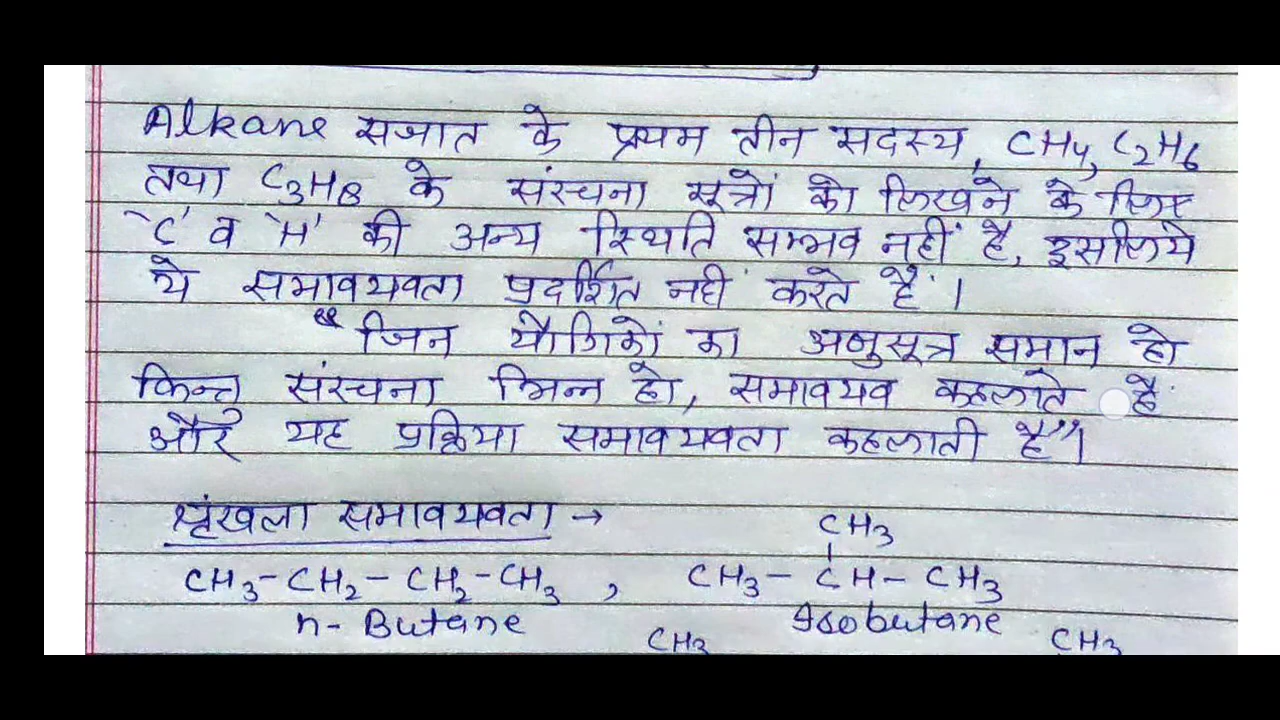 Alkane सजात के प्रथम तीन सदस्य, CH4, C2H6
तथा C3H8 के संरचना सूत्रों को लिखने के लिए
'C' व 'H' की अन्य स्थिति सम्भव नहीं है, इसलिये
ये समावयवता प्रदर्शित नहीं करते हैं।
"जिन यौगिकों का अणुसूत्र समान हो
किन्तु संरचना भिन्न हो, समावयव कहलाते है
और यह प्रक्रिया समावयवता कहलाती है"।
श्रृंखला समावयवता →
CH3
CH3-CH2-CH2-CH3 , CH3-CH-CH3
n-Butane Isobutane
CH3 CH3